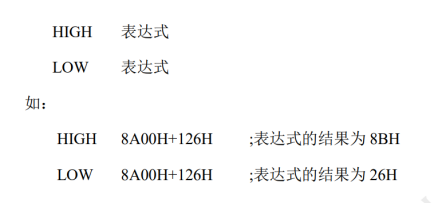 HIGH 表达式
LOW 表达式
如：
HIGH 8A00H+126H ;表达式的结果为 8BH
LOW 8A00H+126H ;表达式的结果为 26H